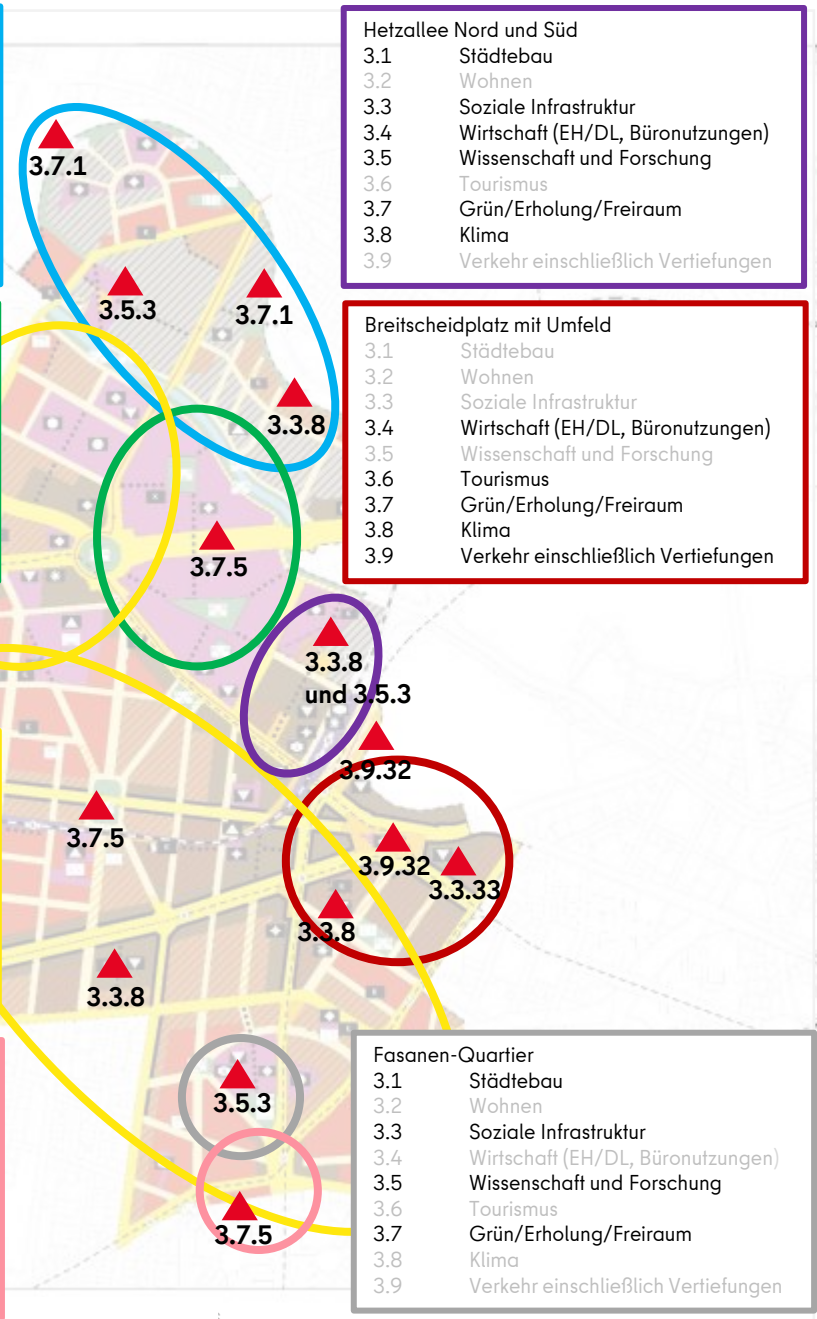 Hetzallee Nord und Süd
3.1 Städtebau
3.2 Wohnen
3.3 Soziale Infrastruktur
3.4 Wirtschaft (EH/DL, Büronutzungen)
3.5 Wissenschaft und Forschung
3.6 Tourismus
3.7 Grün/Erholung/Freiraum
3.8 Klima
3.9 Verkehr einschließlich Vertiefungen
Breitscheidplatz mit Umfeld
3.1 Städtebau
3.2 Wohnen
3.3 Soziale Infrastruktur
3.4 Wirtschaft (EH/DL, Büronutzungen)
3.5 Wissenschaft und Forschung
3.6 Tourismus
3.7 Grün/Erholung/Freiraum
3.8 Klima
3.9 Verkehr einschließlich Vertiefungen
3.7.1
3.5.3
3.7.1
3.3.8
3.7.5
3.3.8
und 3.5.3
3.9.32
3.7.5
3.9.32
3.3.33
3.3.8
3.3.8
3.5.3
3.7.5
Fasanen-Quartier
3.1 Städtebau
3.2 Wohnen
3.3 Soziale Infrastruktur
3.4 Wirtschaft (EH/DL, Büronutzungen)
3.5 Wissenschaft und Forschung
3.6 Tourismus
3.7 Grün/Erholung/Freiraum
3.8 Klima
3.9 Verkehr einschließlich Vertiefungen